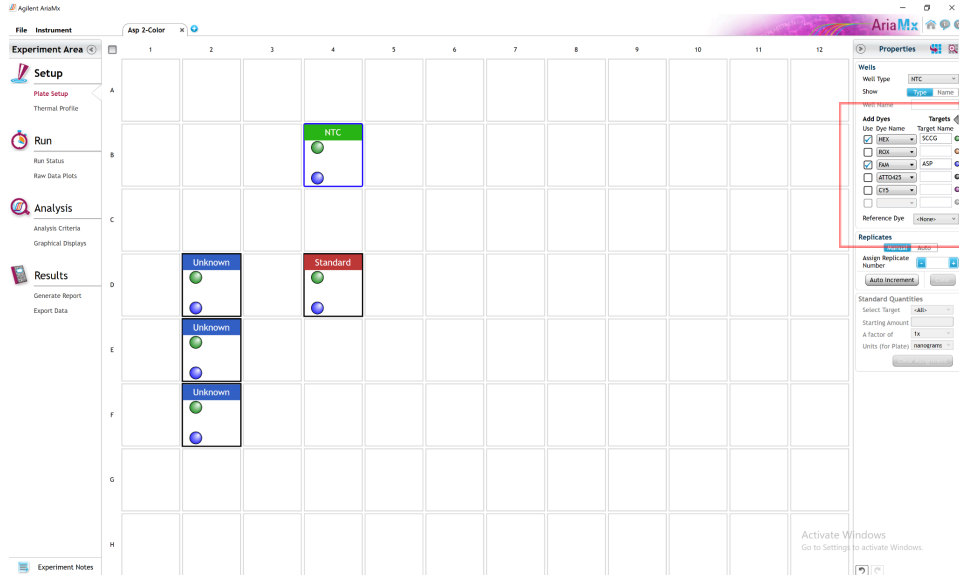 Agilent AriaMx
File Instrument
Asp 2-Color
AriaMx
Experiment Area
Setup
Plate Setup
Thermal Profile
Run
Run Status
Raw Data Plots
Analysis
Analysis Criteria
Graphical Displays
Results
Generate Report
Export Data
Experiment Notes
1 2 3 4 5 6 7 8 9 10 11 12
A
B
C
D
E
F
G
H
NTC
Unknown
Standard
Unknown
Unknown
Properties
Wells
Well Type NTC
Show Type Name
Well Name
Add Dyes Targets
Use Dye Name Target Name
HEX SCCG
ROX
FAM ASP
ATTO425
CY5
Reference Dye <None>
Replicates
Auto
Assign Replicate
Number - +
Auto Increment
Standard Quantities
Select Target <All>
Starting Amount
A factor of 1x
Units (for Plate) nanograms
Activate Windows
Go to Settings to activate Windows.